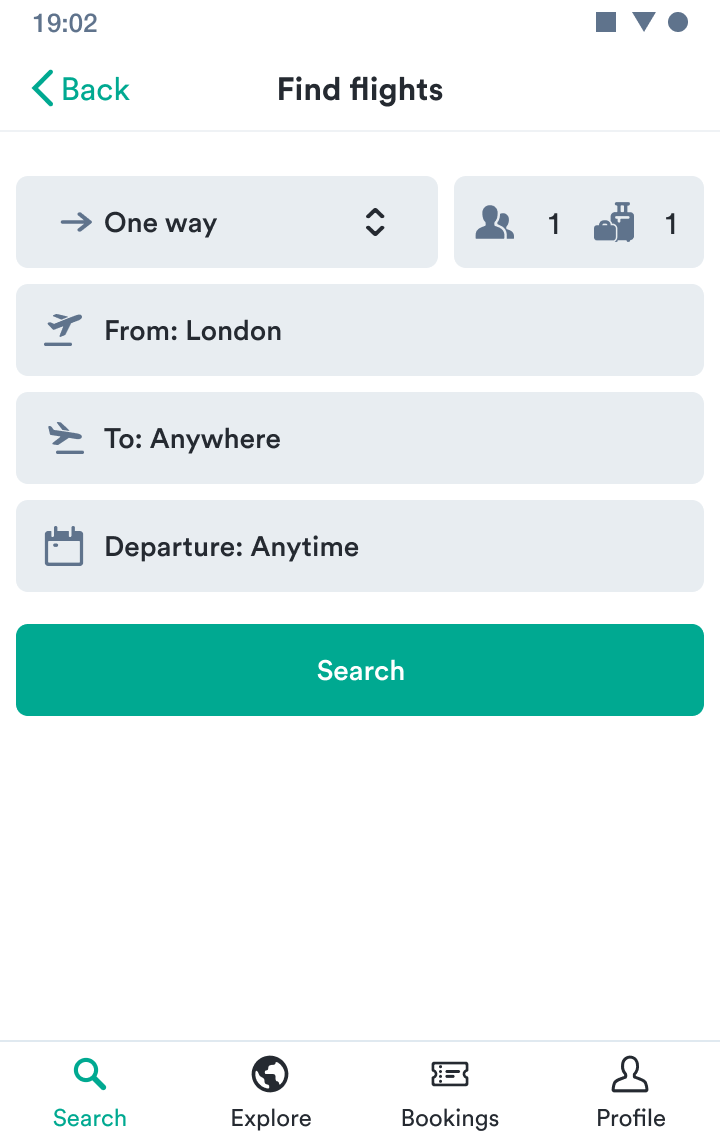 19:02
Back
Find flights
One way
1
1
From: London
To: Anywhere
Departure: Anytime
Search
Search
Explore
Bookings
Profile